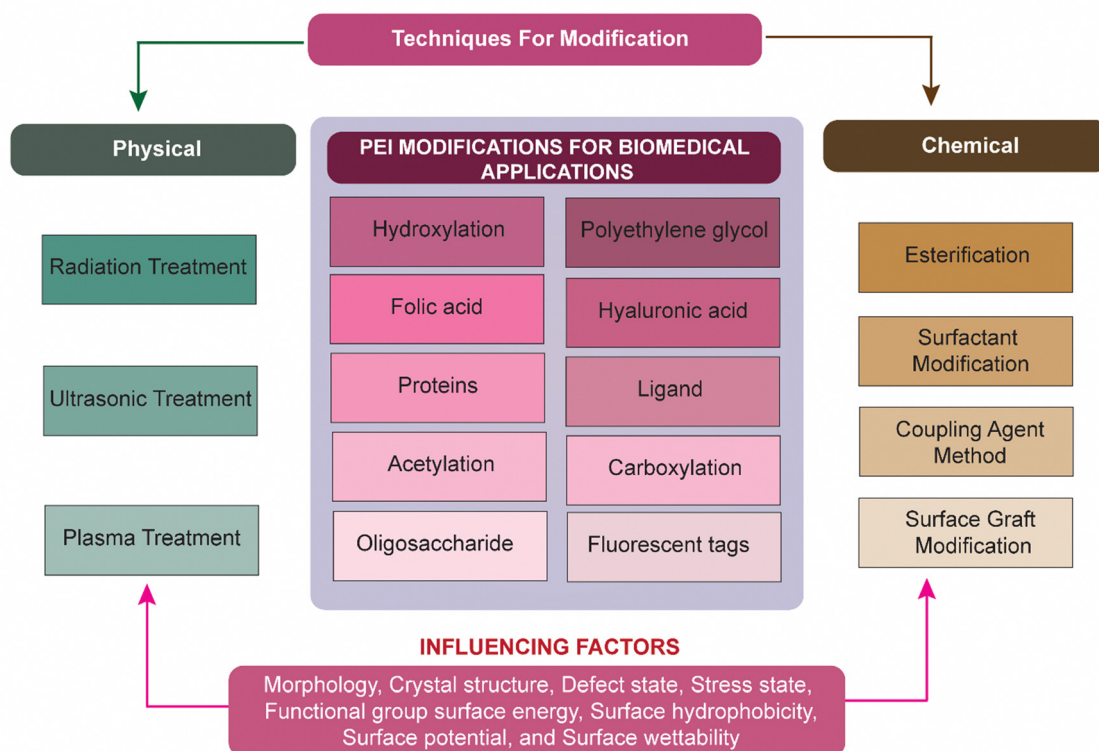 Techniques For Modification
Physical
Radiation Treatment
Ultrasonic Treatment
Plasma Treatment
PEI MODIFICATIONS FOR BIOMEDICAL
APPLICATIONS
Hydroxylation
Polyethylene glycol
Folic acid
Hyaluronic acid
Proteins
Ligand
Acetylation
Carboxylation
Oligosaccharide
Fluorescent tags
Chemical
Esterification
Surfactant
Modification
Coupling Agent
Method
Surface Graft
Modification
INFLUENCING FACTORS
Morphology, Crystal structure, Defect state, Stress state,
Functional group surface energy, Surface hydrophobicity,
Surface potential, and Surface wettability